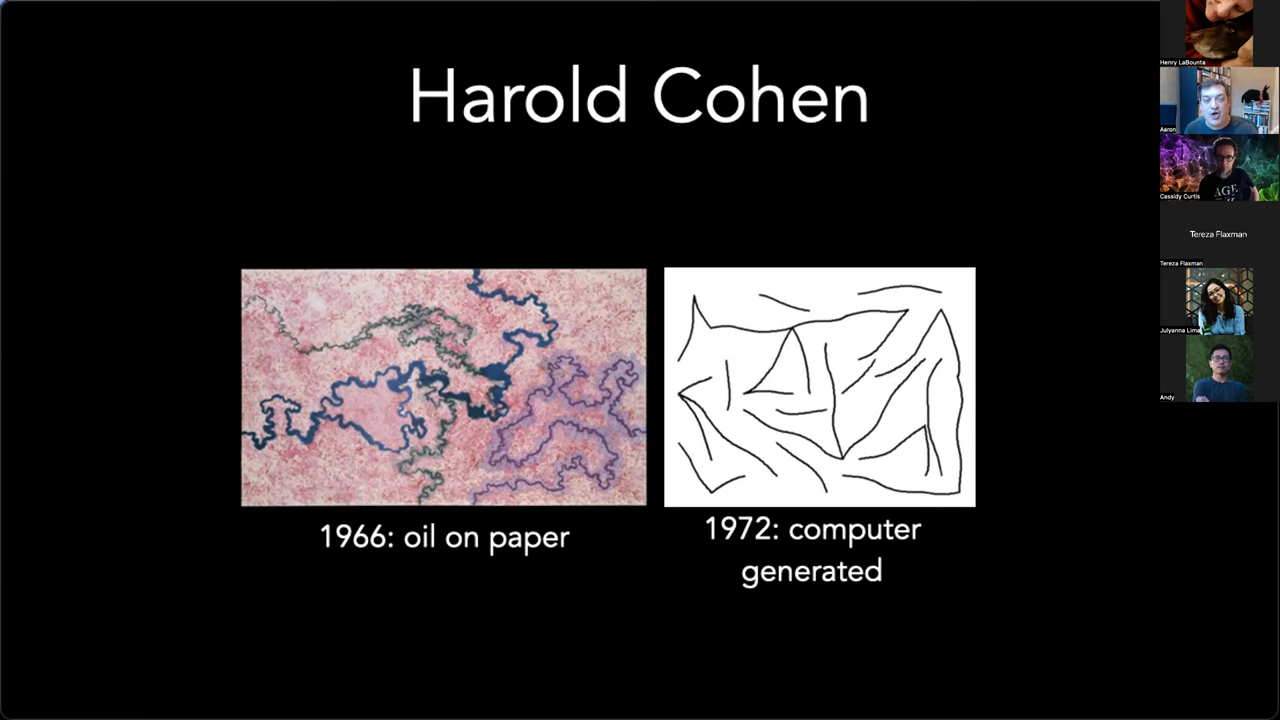 Harold Cohen
1966: oil on paper
1972: computer
generated
Henry LaBounta
Aaron
Cassidy Curtis
AGE
Tereza Flaxman
Tereza Flaxman
Julyanna Lima
Andy